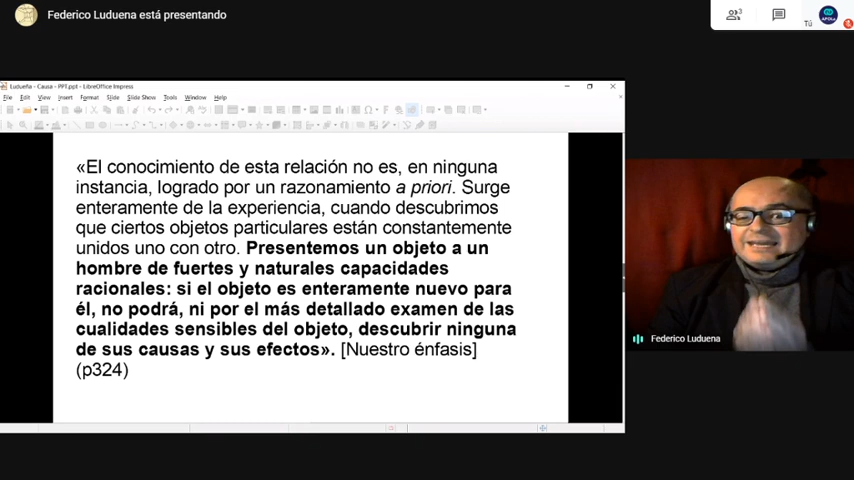 Federico Luduena está presentando
3
Tú
APOLa
Ludueña - Causa - PPT.ppt - LibreOffice Impress
File Edit View Insert Format Slide Slide Show Tools Window Help
«El conocimiento de esta relación no es, en ninguna
instancia, logrado por un razonamiento a priori. Surge
enteramente de la experiencia, cuando descubrimos
que ciertos objetos particulares están constantemente
unidos uno con otro. Presentemos un objeto a un
hombre de fuertes y naturales capacidades
racionales: si el objeto es enteramente nuevo para
él, no podrá, ni por el más detallado examen de las
cualidades sensibles del objeto, descubrir ninguna
de sus causas y sus efectos». [Nuestro énfasis]
(p324)
Federico Luduena